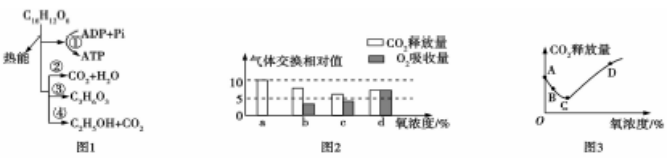 C₁₆H₁₂O₆
ADP+Pi
①
ATP
热能
②
CO₂+H₂O
③
C₃H₆O₃
④
C₂H₅OH+CO₂
图1
气体交换相对值
CO₂释放量
O₂吸收量
10
5
0
a
b
c
d
氧浓度/%
图2
CO₂释放量
A
B
C
D
O
氧浓度/%
图3